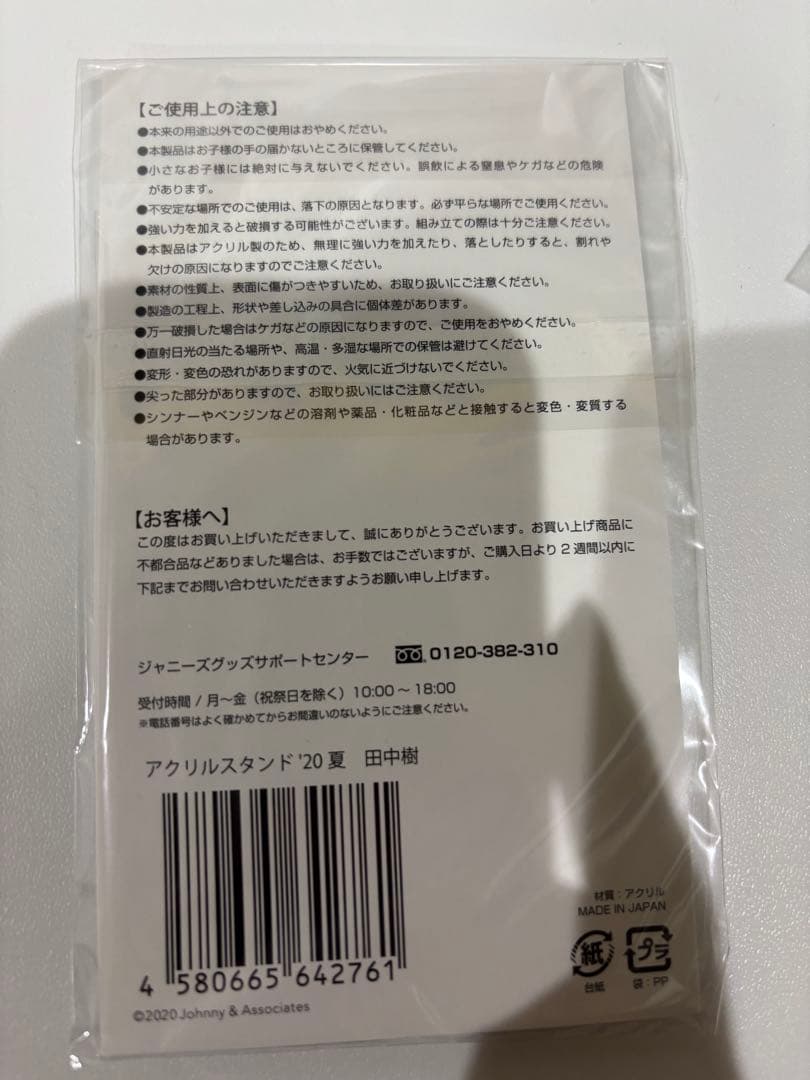 【ご使用上の注意】
●本来の用途以外でのご使用はおやめください。
●本製品はお子様の手の届かないところに保管してください。
●小さなお子様には絶対に与えないでください。誤飲による窒息やケガなどの危険
があります。
●不安定な場所でのご使用は、落下の原因となります。必ず平らな場所でご使用ください。
●強い力を加えると破損する可能性がございます。組み立ての際は十分ご注意ください。
●本製品はアクリル製のため、無理に強い力を加えたり、落としたりすると、割れや
欠けの原因になりますのでご注意ください。
●素材の性質上、表面に傷がつきやすいため、お取り扱いにご注意ください。
●製造の工程上、形状や差し込みの具合に個体差があります。
●万一破損した場合はケガなどの原因になりますので、ご使用をおやめください。
●直射日光の当たる場所や、高温・多湿な場所での保管は避けてください。
●変形・変色の恐れがありますので、火気に近づけないでください。
●尖った部分がありますので、お取り扱いにはご注意ください。
●シンナーやベンジンなどの溶剤や薬品・化粧品などと接触すると変色・変質する
場合があります。
【お客様へ】
この度はお買い上げいただきまして、誠にありがとうございます。お買い上げ商品に
不都合品などありました場合は、お手数ではございますが、ご購入日より2週間以内に
下記までお問い合わせいただきますようお願い申し上げます。
ジャニーズグッズサポートセンター 0120-382-310
受付時間/月〜金（祝祭日を除く）10:00〜18:00
※電話番号はよく確かめてからお間違いのないようにご注意ください。
アクリルスタンド'20夏 田中樹
4 580665 642761
©2020 Johnny & Associates
材質：アクリル
MADE IN JAPAN
紙 プラ
台紙 袋：PP